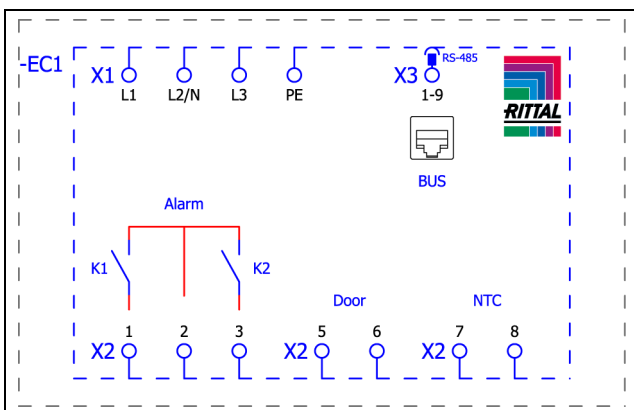 -EC1
X1
L1
L2/N
L3
PE
RS-485
X3
1-9
RITTAL
BUS
Alarm
K1
K2
Door
NTC
1
2
3
5
6
7
8
X2
X2
X2